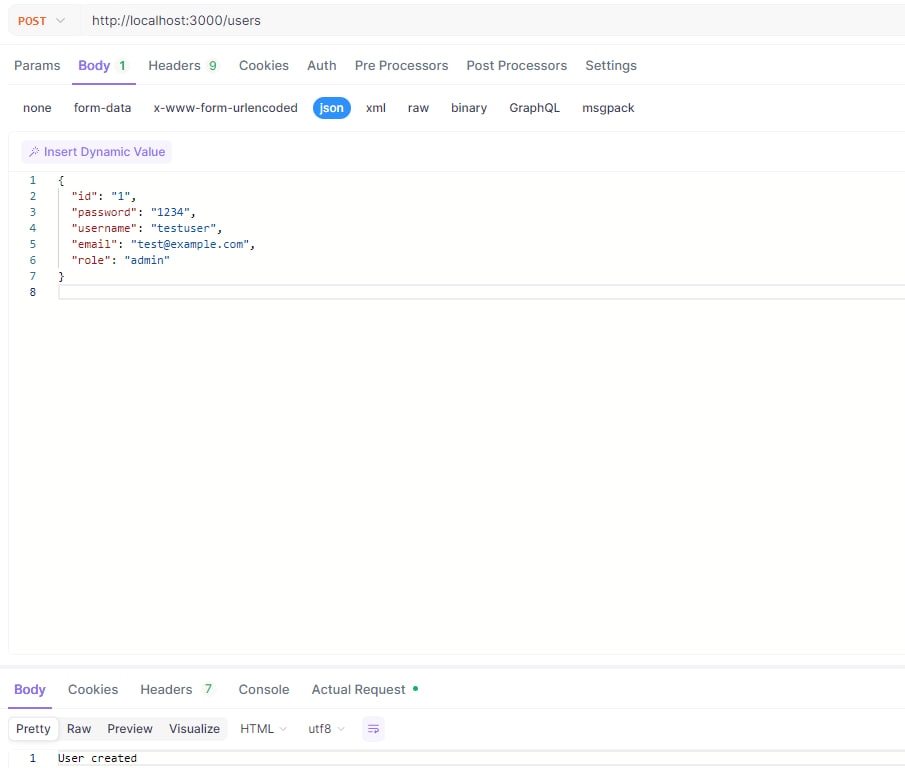 POST http://localhost:3000/users
Params Body 1 Headers 9 Cookies Auth Pre Processors Post Processors Settings
none form-data x-www-form-urlencoded json xml raw binary GraphQL msgpack
Insert Dynamic Value
1 {
2 "id": "1",
3 "password": "1234",
4 "username": "testuser",
5 "email": "test@example.com",
6 "role": "admin"
7 }
8
Body Cookies Headers 7 Console Actual Request
Pretty Raw Preview Visualize HTML utf8
1 User created